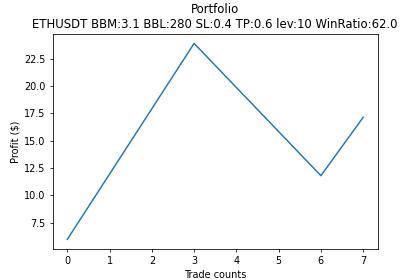 Portfolio
ETHUSDT BBM:3.1 BBL:280 SL:0.4 TP:0.6 lev:10 WinRatio:62.0
Profit ($)
22.5
20.0
17.5
15.0
12.5
10.0
7.5
0 1 2 3 4 5 6 7
Trade counts